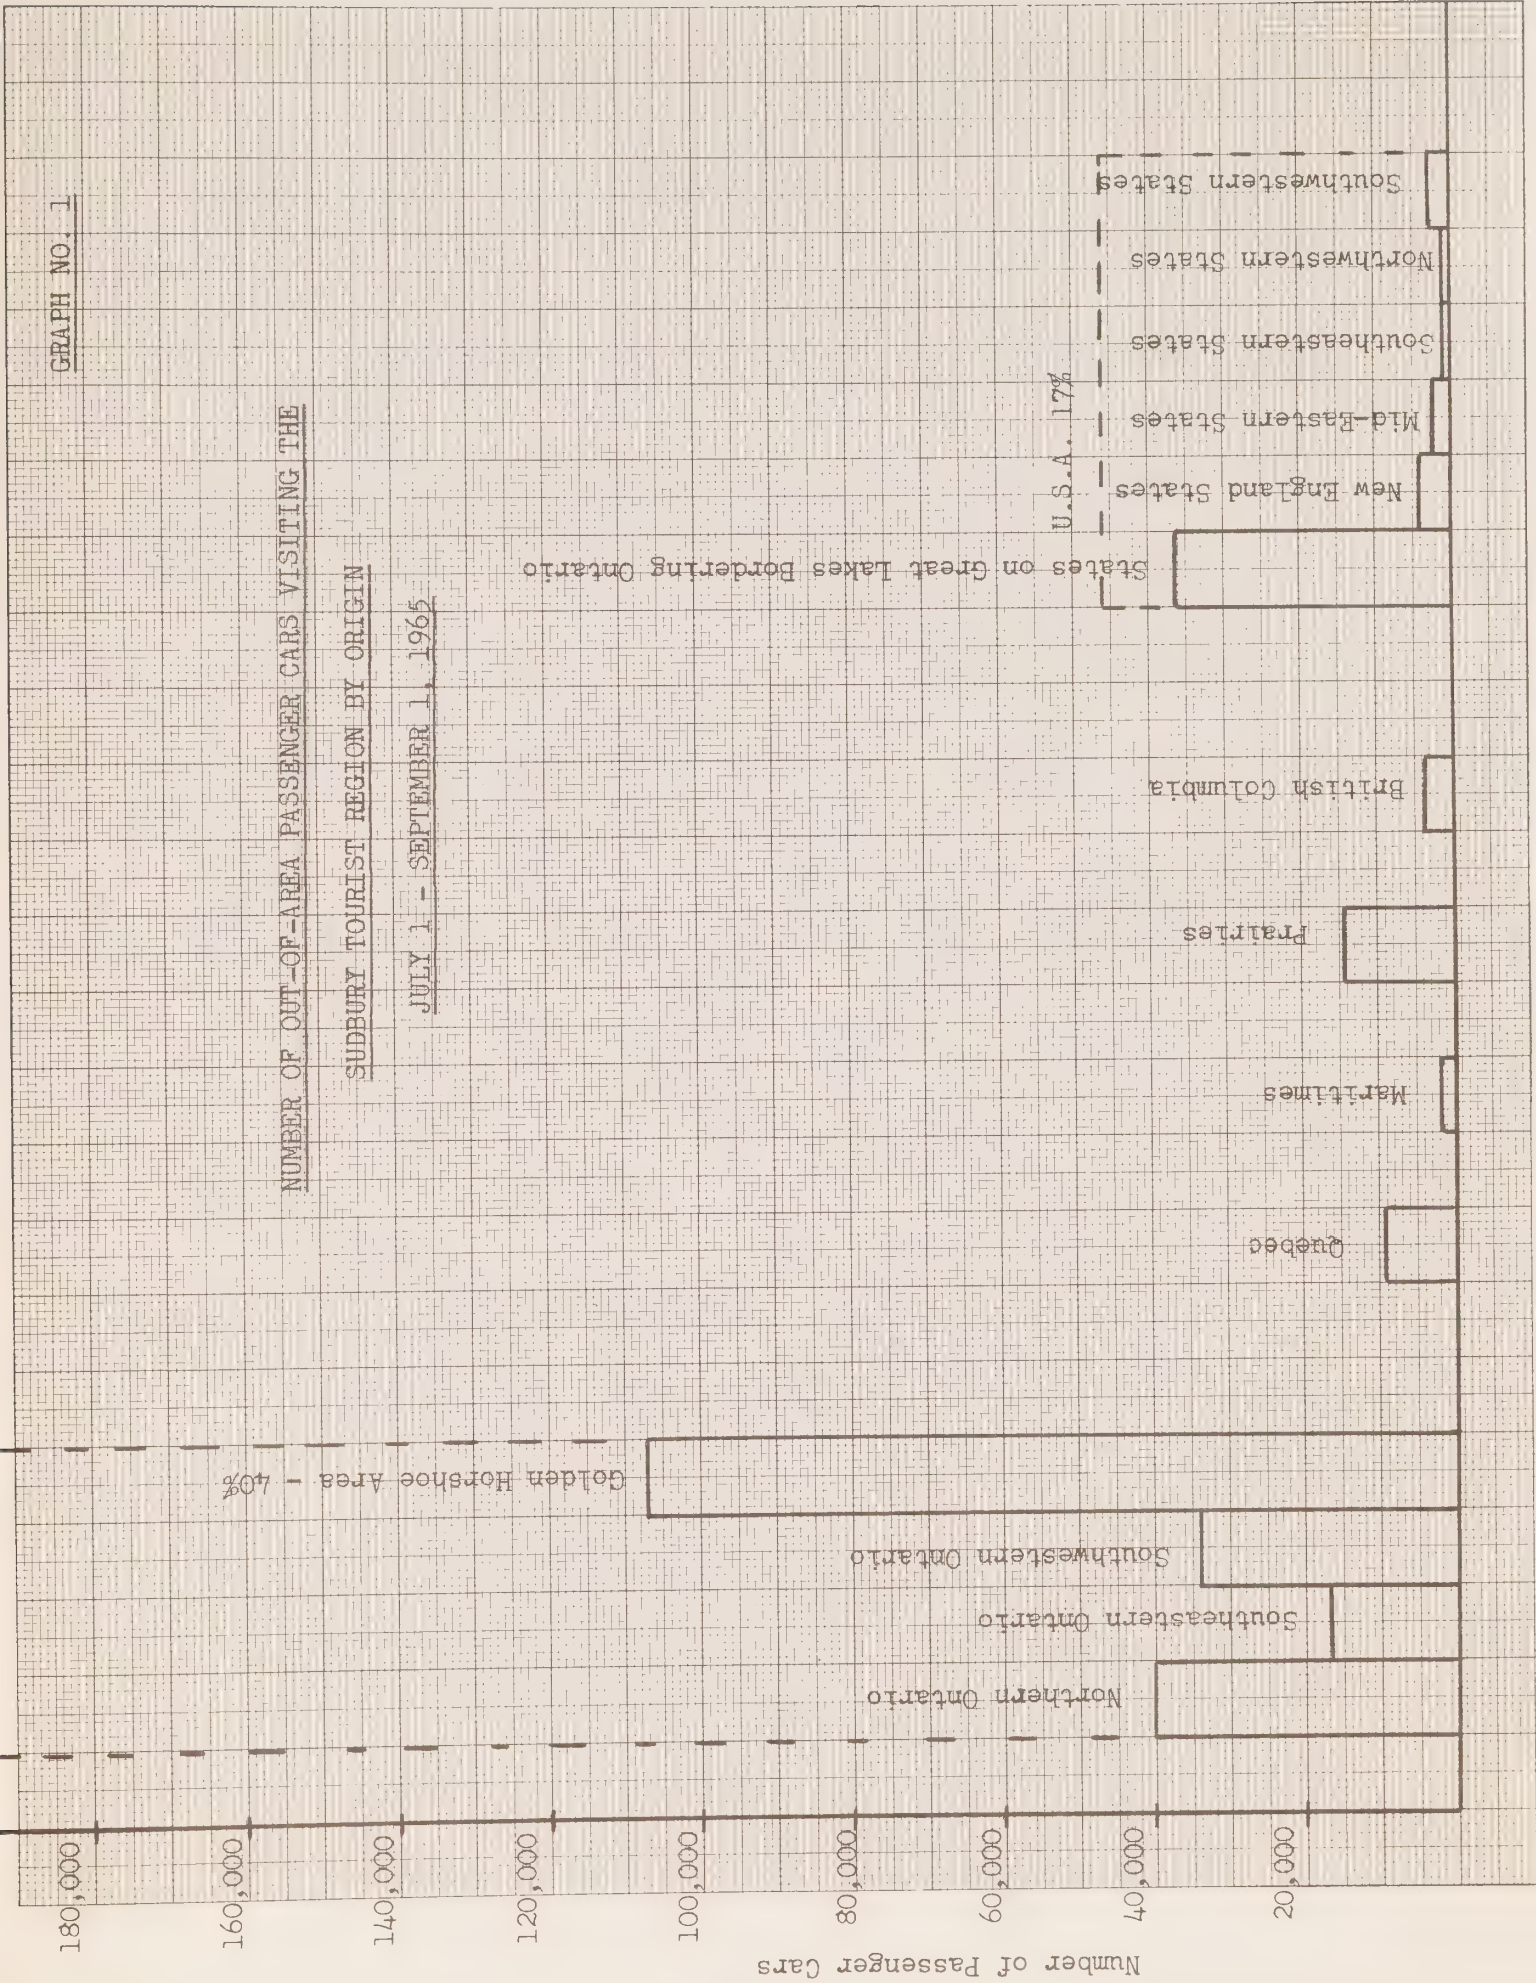 GRAPH NO. 1
NUMBER OF OUT-OF-AREA PASSENGER CARS VISITING THE
SUDBURY TOURIST REGION BY ORIGIN
JULY 1 - SEPTEMBER 1, 1965
Number of Passenger Cars
180,000
160,000
140,000
120,000
100,000
80,000
60,000
40,000
20,000
Northern Ontario
Southeastern Ontario
Southwestern Ontario
Golden Horshoe Area - 40%
Quebec
Maritimes
Prairies
British Columbia
U.S.A. 17%
States on Great Lakes Bordering Ontario
New England States
Mid-Eastern States
Southeastern States
Northwestern States
Southwestern States